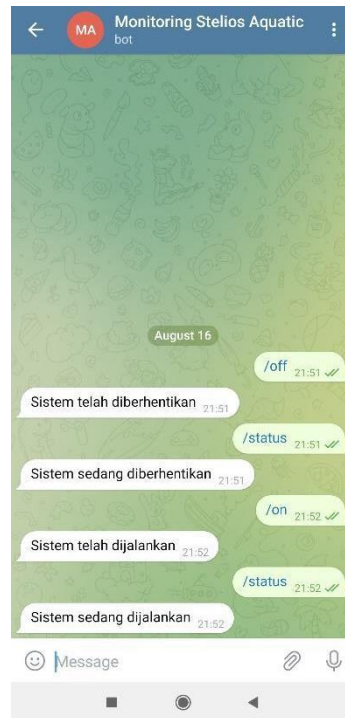 MA
Monitoring Stelios Aquatic
bot
August 16
/off 21:51
Sistem telah diberhentikan 21:51
/status 21:51
Sistem sedang diberhentikan 21:51
/on 21:52
Sistem telah dijalankan 21:52
/status 21:52
Sistem sedang dijalankan 21:52
Message